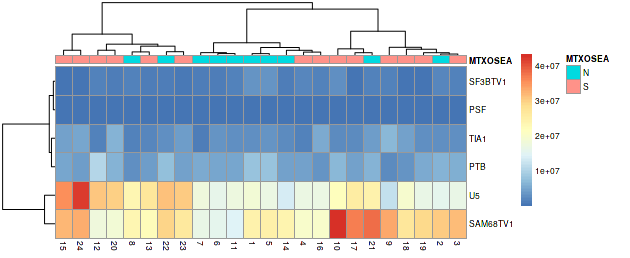 MTXOSEA
SF3BTV1
PSF
TIA1
PTB
U5
SAM68TV1
15 24 12 20 8 13 22 23 7 6 11 1 5 14 4 16 10 17 21 9 18 19 2 3
4e+07
3e+07
2e+07
1e+07
MTXOSEA
N
S